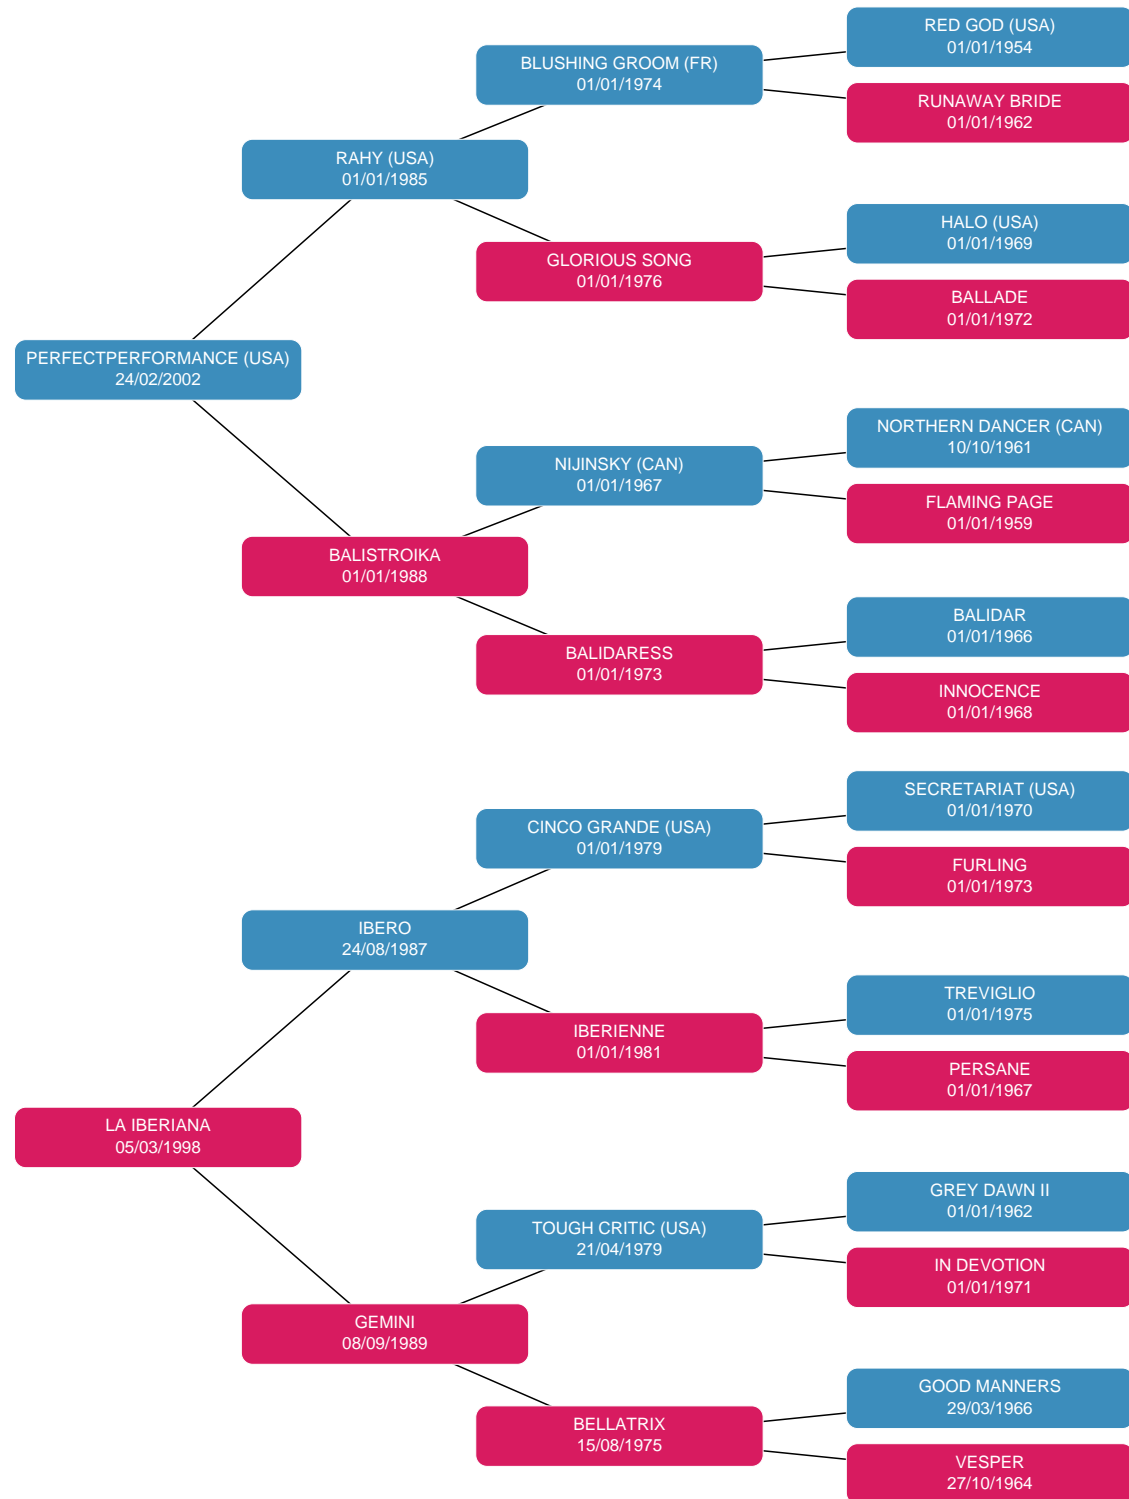 RED GOD (USA)
01/01/1954
BLUSHING GROOM (FR)
01/01/1974
RUNAWAY BRIDE
01/01/1962
RAHY (USA)
01/01/1985
HALO (USA)
01/01/1969
GLORIOUS SONG
01/01/1976
BALLADE
01/01/1972
PERFECTPERFORMANCE (USA)
24/02/2002
NORTHERN DANCER (CAN)
10/10/1961
NIJINSKY (CAN)
01/01/1967
FLAMING PAGE
01/01/1959
BALISTROIKA
01/01/1988
BALIDAR
01/01/1966
BALIDARESS
01/01/1973
INNOCENCE
01/01/1968
SECRETARIAT (USA)
01/01/1970
CINCO GRANDE (USA)
01/01/1979
FURLING
01/01/1973
IBERO
24/08/1987
TREVIGLIO
01/01/1975
IBERIENNE
01/01/1981
PERSANE
01/01/1967
LA IBERIANA
05/03/1998
GREY DAWN II
01/01/1962
TOUGH CRITIC (USA)
21/04/1979
IN DEVOTION
01/01/1971
GEMINI
08/09/1989
GOOD MANNERS
29/03/1966
BELLATRIX
15/08/1975
VESPER
27/10/1964